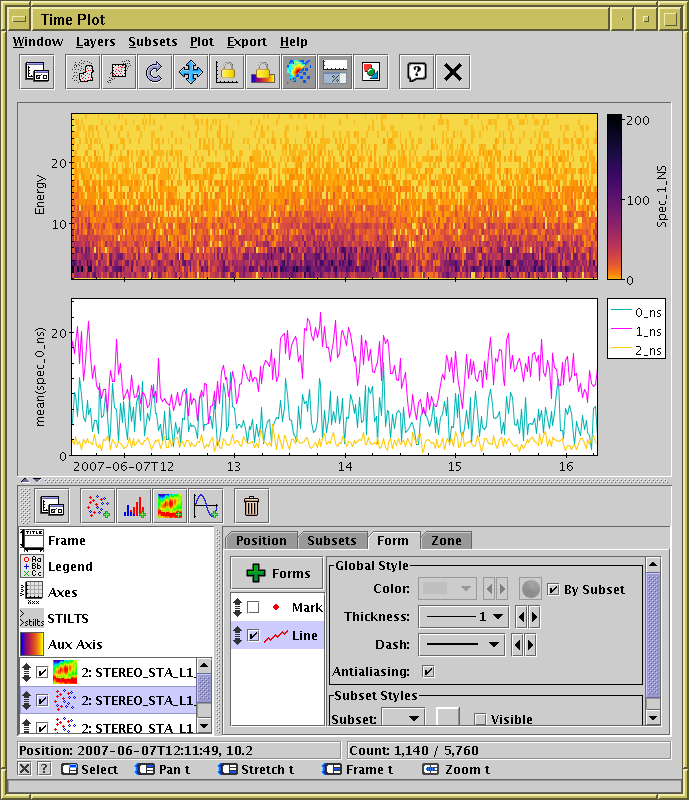 Time Plot
Window Layers Subsets Plot Export Help
Energy
20
10
200
100
0
Spec_1_NS
mean(spec_0_ns)
20
0
2007-06-07T12 13 14 15 16
0_ns
1_ns
2_ns
Position Subsets Form Zone
Frame
Legend
Axes
STILTS
Aux Axis
2: STEREO_STA_L1_
2: STEREO_STA_L1_
2: STEREO_STA_L1_
Forms
Mark
Line
Global Style
Color: By Subset
Thickness: 1
Dash:
Antialiasing:
Subset Styles
Subset: Visible
Position: 2007-06-07T12:11:49, 10.2 Count: 1,140 / 5,760
Select Pan t Stretch t Frame t Zoom t